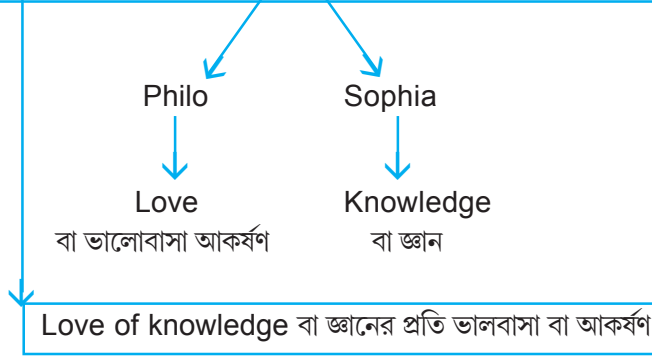 Philo Sophia
Love Knowledge
বা ভালোবাসা আকর্ষণ বা জ্ঞান
Love of knowledge বা জ্ঞানের প্রতি ভালবাসা বা আকর্ষণ